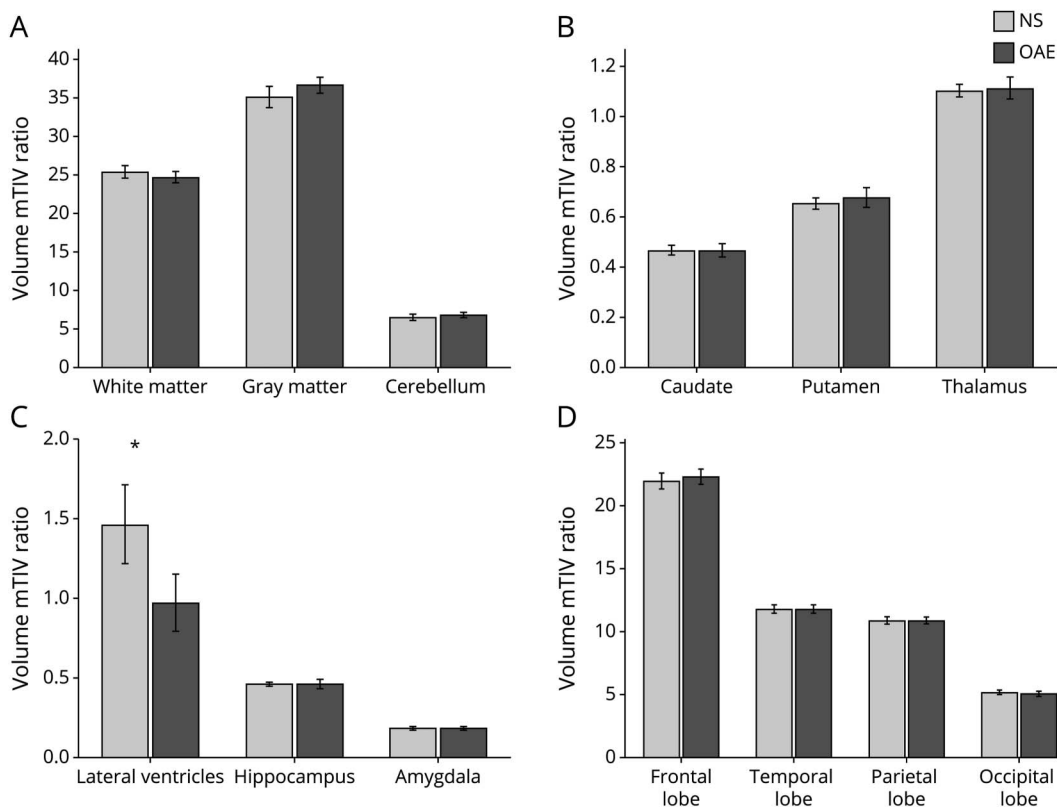 A
Volume mTIV ratio
40
35
30
25
20
15
10
5
0
White matter Gray matter Cerebellum
B
NS
OAE
Volume mTIV ratio
1.2
1.0
0.8
0.6
0.4
0.2
0.0
Caudate Putamen Thalamus
C
Volume mTIV ratio
2.0
*
1.5
1.0
0.5
0.0
Lateral ventricles Hippocampus Amygdala
D
Volume mTIV ratio
25
20
15
10
5
0
Frontal lobe
Temporal lobe
Parietal lobe
Occipital lobe